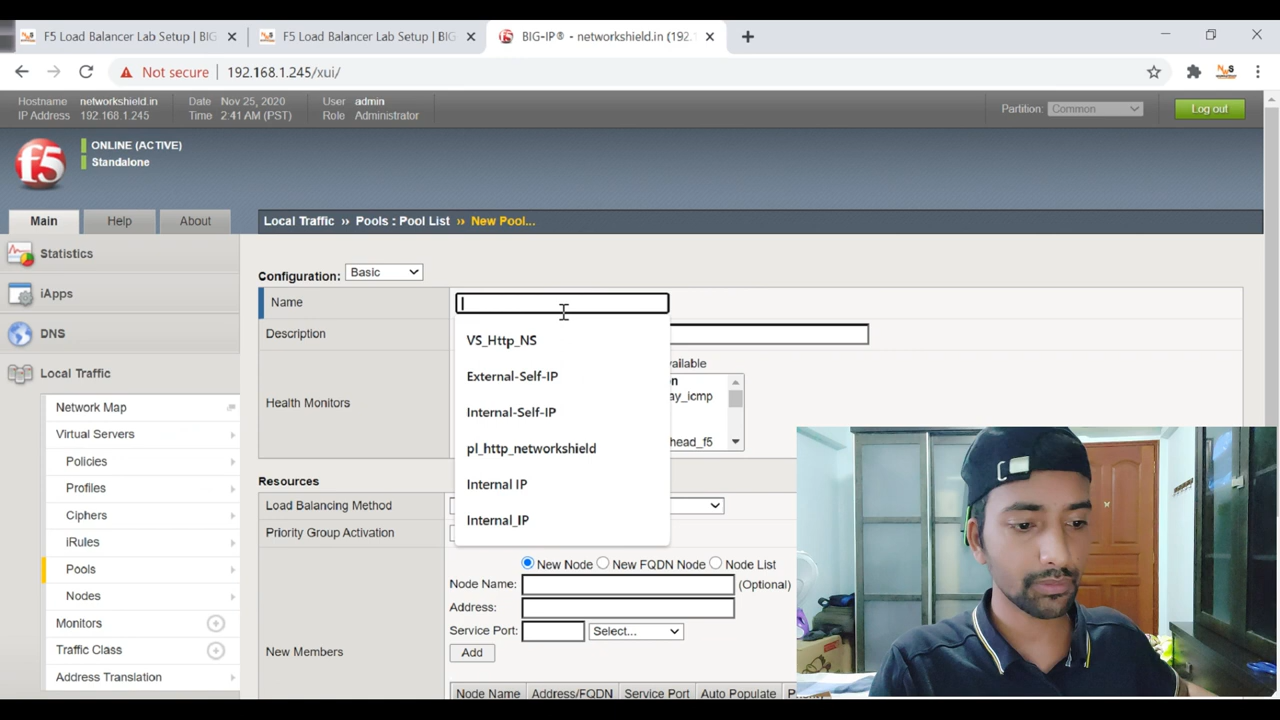 F5 Load Balancer Lab Setup | BIG
F5 Load Balancer Lab Setup | BIG
BIG-IP® - networkshield.in (192.
Not secure
192.168.1.245/xui/
Hostname networkshield.in
IP Address 192.168.1.245
Date Nov 25, 2020
Time 2:41 AM (PST)
User admin
Role Administrator
Partition: Common
Log out
f5
ONLINE (ACTIVE)
Standalone
Main
Help
About
Local Traffic ›› Pools : Pool List ›› New Pool...
Statistics
iApps
DNS
Local Traffic
Network Map
Virtual Servers
Policies
Profiles
Ciphers
iRules
Pools
Nodes
Monitors
Traffic Class
Address Translation
Configuration: Basic
Name
VS_Http_NS
External-Self-IP
Internal-Self-IP
pl_http_networkshield
Internal IP
Internal_IP
Description
Health Monitors
Resources
Load Balancing Method
Priority Group Activation
New Node New FQDN Node Node List
Node Name: (Optional)
Address:
Service Port: Select...
New Members
Add
Node Name Address/FQDN Service Port Auto Populate